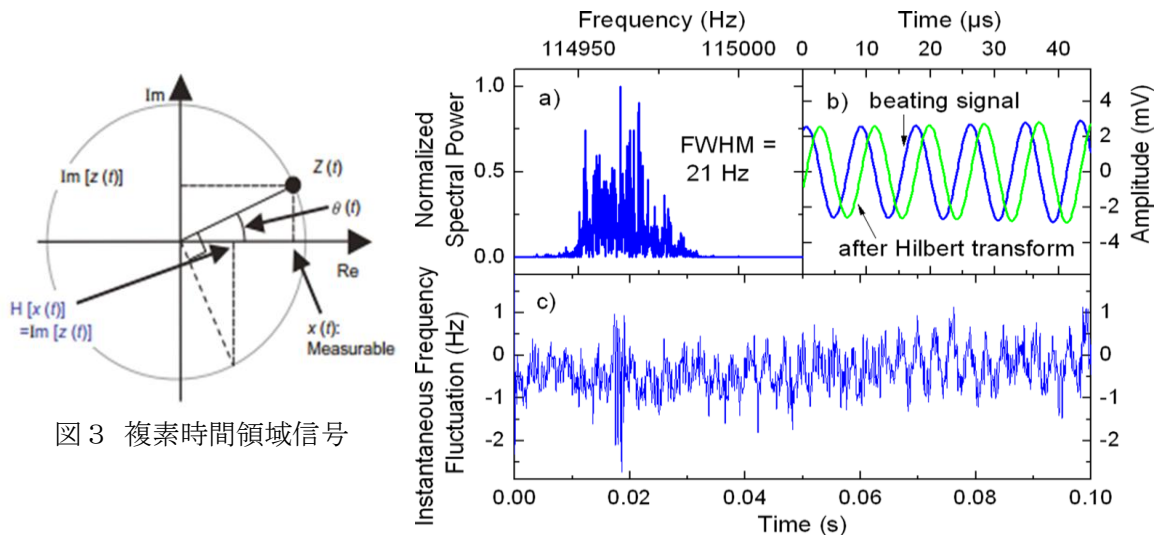 Im
Im [z (t)]
Z (t)
θ (t)
Re
H [x (t)]
=Im [z (t)]
x (t):
Measurable
図３ 複素時間領域信号
Frequency (Hz)
114950
115000
Time (μs)
0
10
20
30
40
Normalized
Spectral Power
1.0
0.5
0.0
a)
FWHM =
21 Hz
b)
beating signal
after Hilbert transform
4
2
0
-2
-4
Amplitude (mV)
Instantaneous Frequency
Fluctuation (Hz)
c)
1
0
-1
-2
1
0
-1
-2
0.00
0.02
0.04
0.06
0.08
0.10
Time (s)